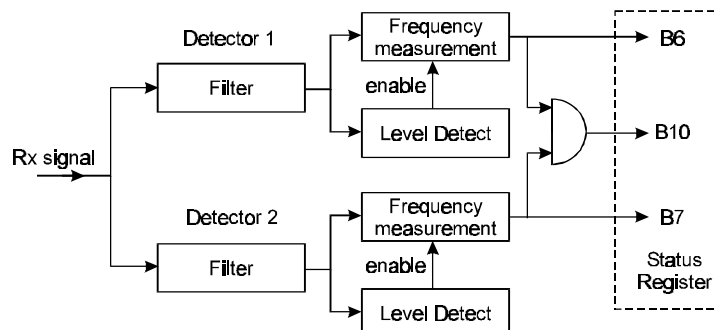 Detector 1
Filter
Frequency
measurement
enable
Level Detect
B6
Rx signal
B10
Detector 2
Filter
Frequency
measurement
enable
Level Detect
B7
Status
Register